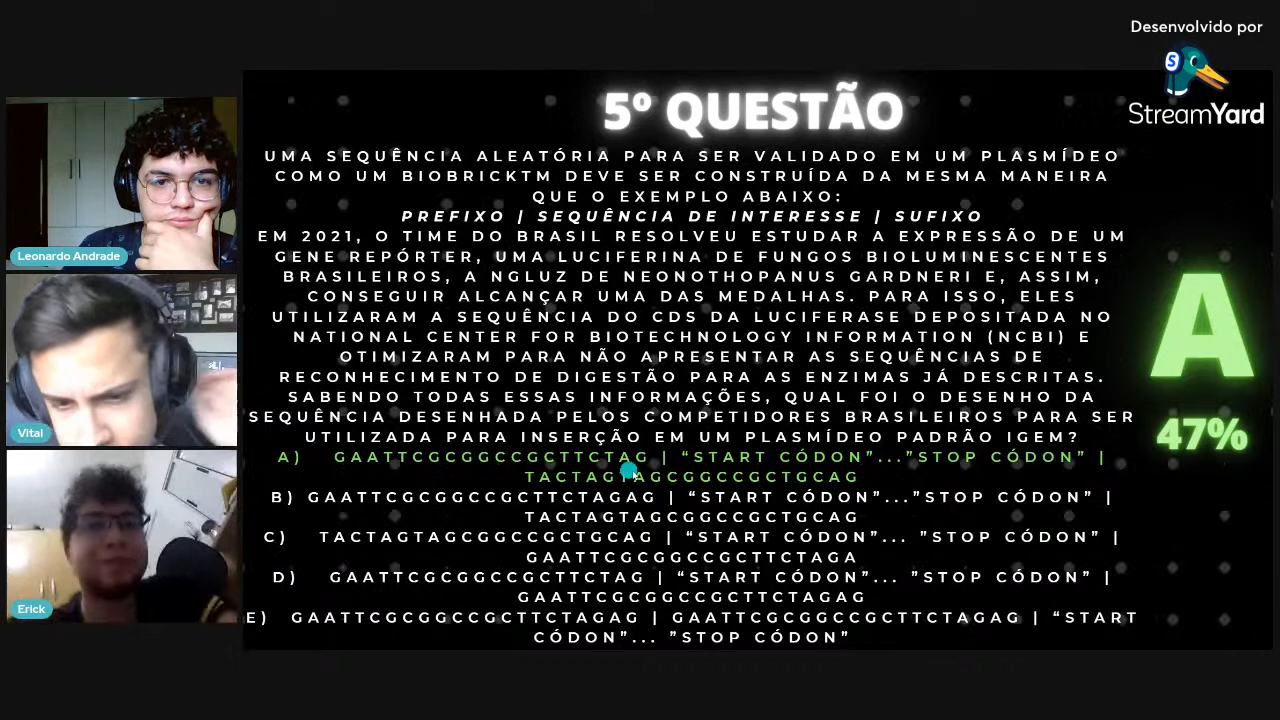 Desenvolvido por
StreamYard
5º QUESTÃO
UMA SEQUÊNCIA ALEATÓRIA PARA SER VALIDADO EM UM PLASMÍDEO
COMO UM BIOBRICKTM DEVE SER CONSTRUÍDA DA MESMA MANEIRA
QUE O EXEMPLO ABAIXO:
PREFIXO | SEQUÊNCIA DE INTERESSE | SUFIXO
EM 2021, O TIME DO BRASIL RESOLVEU ESTUDAR A EXPRESSÃO DE UM
GENE REPÓRTER, UMA LUCIFERINA DE FUNGOS BIOLUMINESCENTES
BRASILEIROS, A NGLUZ DE NEONOTHOPANUS GARDNERI E, ASSIM,
CONSEGUIR ALCANÇAR UMA DAS MEDALHAS. PARA ISSO, ELES
UTILIZARAM A SEQUÊNCIA DO CDS DA LUCIFERASE DEPOSITADA NO
NATIONAL CENTER FOR BIOTECHNOLOGY INFORMATION (NCBI) E
OTIMIZARAM PARA NÃO APRESENTAR AS SEQUÊNCIAS DE
RECONHECIMENTO DE DIGESTÃO PARA AS ENZIMAS JÁ DESCRITAS.
SABENDO TODAS ESSAS INFORMAÇÕES, QUAL FOI O DESENHO DA
SEQUÊNCIA DESENHADA PELOS COMPETIDORES BRASILEIROS PARA SER
UTILIZADA PARA INSERÇÃO EM UM PLASMÍDEO PADRÃO IGEM?
A) GAATTCGCGGCCGCTTCTAG | “START CÓDON”...”STOP CÓDON” |
TACTAGTAGCGGCCGCTGCAG
B) GAATTCGCGGCCGCTTCTAGAG | “START CÓDON”...”STOP CÓDON” |
TACTAGTAGCGGCCGCTGCAG
C) TACTAGTAGCGGCCGCTGCAG | “START CÓDON”... ”STOP CÓDON” |
GAATTCGCGGCCGCTTCTAGA
D) GAATTCGCGGCCGCTTCTAG | “START CÓDON”... ”STOP CÓDON” |
GAATTCGCGGCCGCTTCTAGAG
E) GAATTCGCGGCCGCTTCTAGAG | GAATTCGCGGCCGCTTCTAGAG | “START
CÓDON”... ”STOP CÓDON”
A
47%
Leonardo Andrade
Vital
Erick